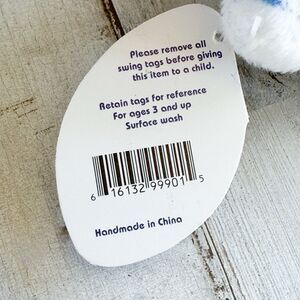 Please remove all
swing tags before giving
this item to a child.
Retain tags for reference
For ages 3 and up
Surface wash
6 16132 99901 5
Handmade in China